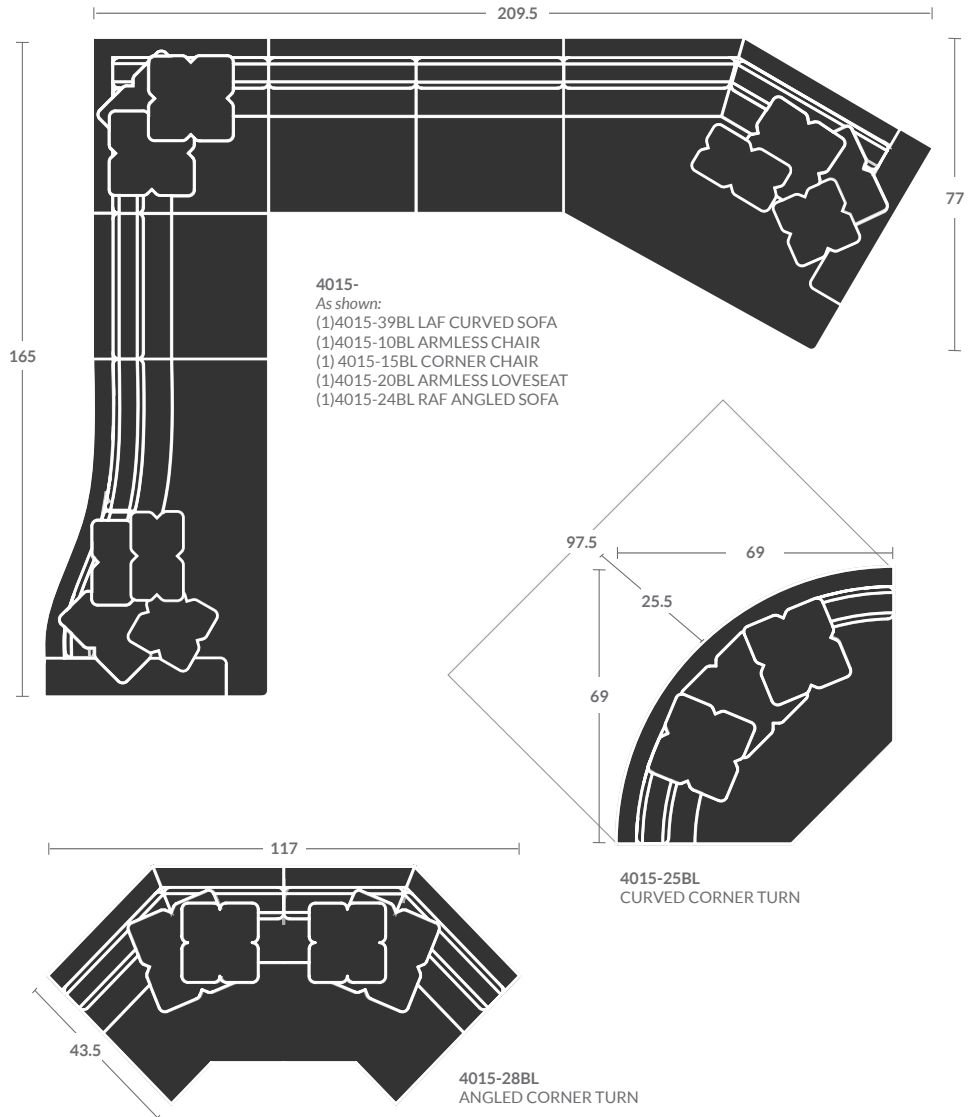 209.5
77
165
4015-
As shown:
(1)4015-39BL LAF CURVED SOFA
(1)4015-10BL ARMLESS CHAIR
(1) 4015-15BL CORNER CHAIR
(1)4015-20BL ARMLESS LOVESEAT
(1)4015-24BL RAF ANGLED SOFA
97.5
69
25.5
69
4015-25BL
CURVED CORNER TURN
117
43.5
4015-28BL
ANGLED CORNER TURN